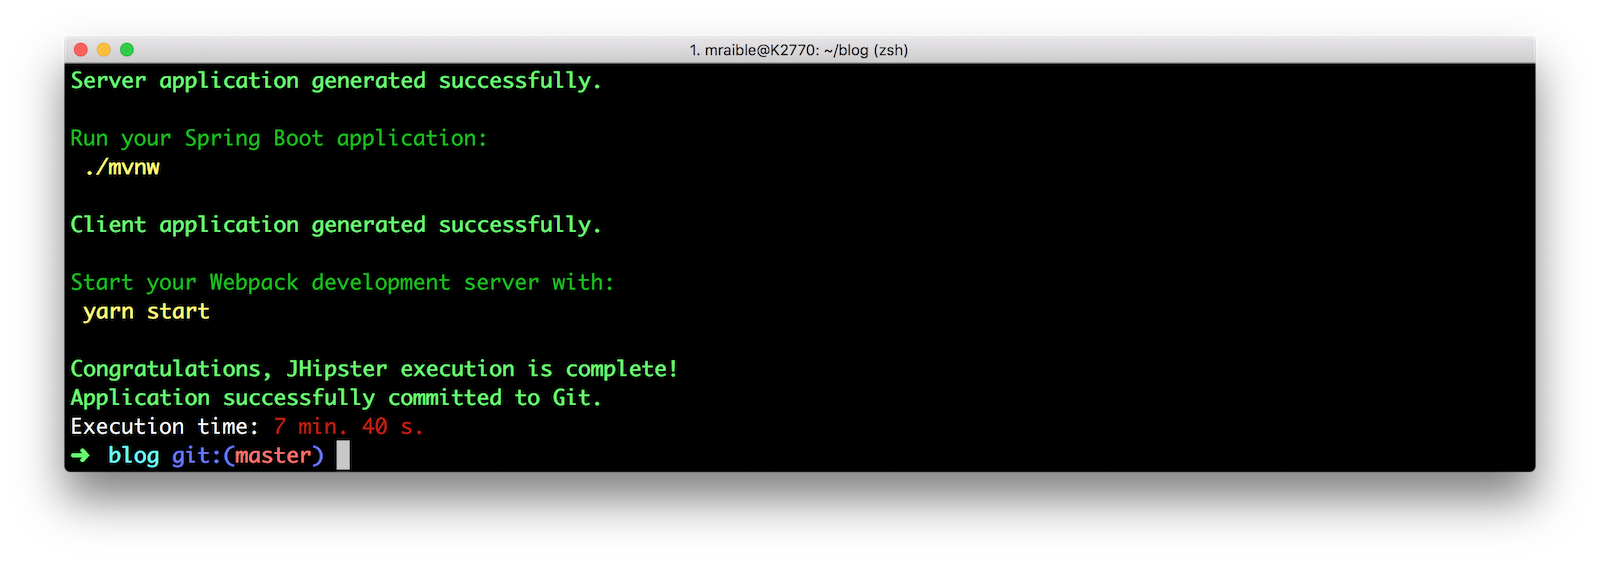 1. mraible@K2770: ~/blog (zsh)
Server application generated successfully.
Run your Spring Boot application:
./mvnw
Client application generated successfully.
Start your Webpack development server with:
yarn start
Congratulations, JHipster execution is complete!
Application successfully committed to Git.
Execution time: 7 min. 40 s.
➜ blog git:(master)